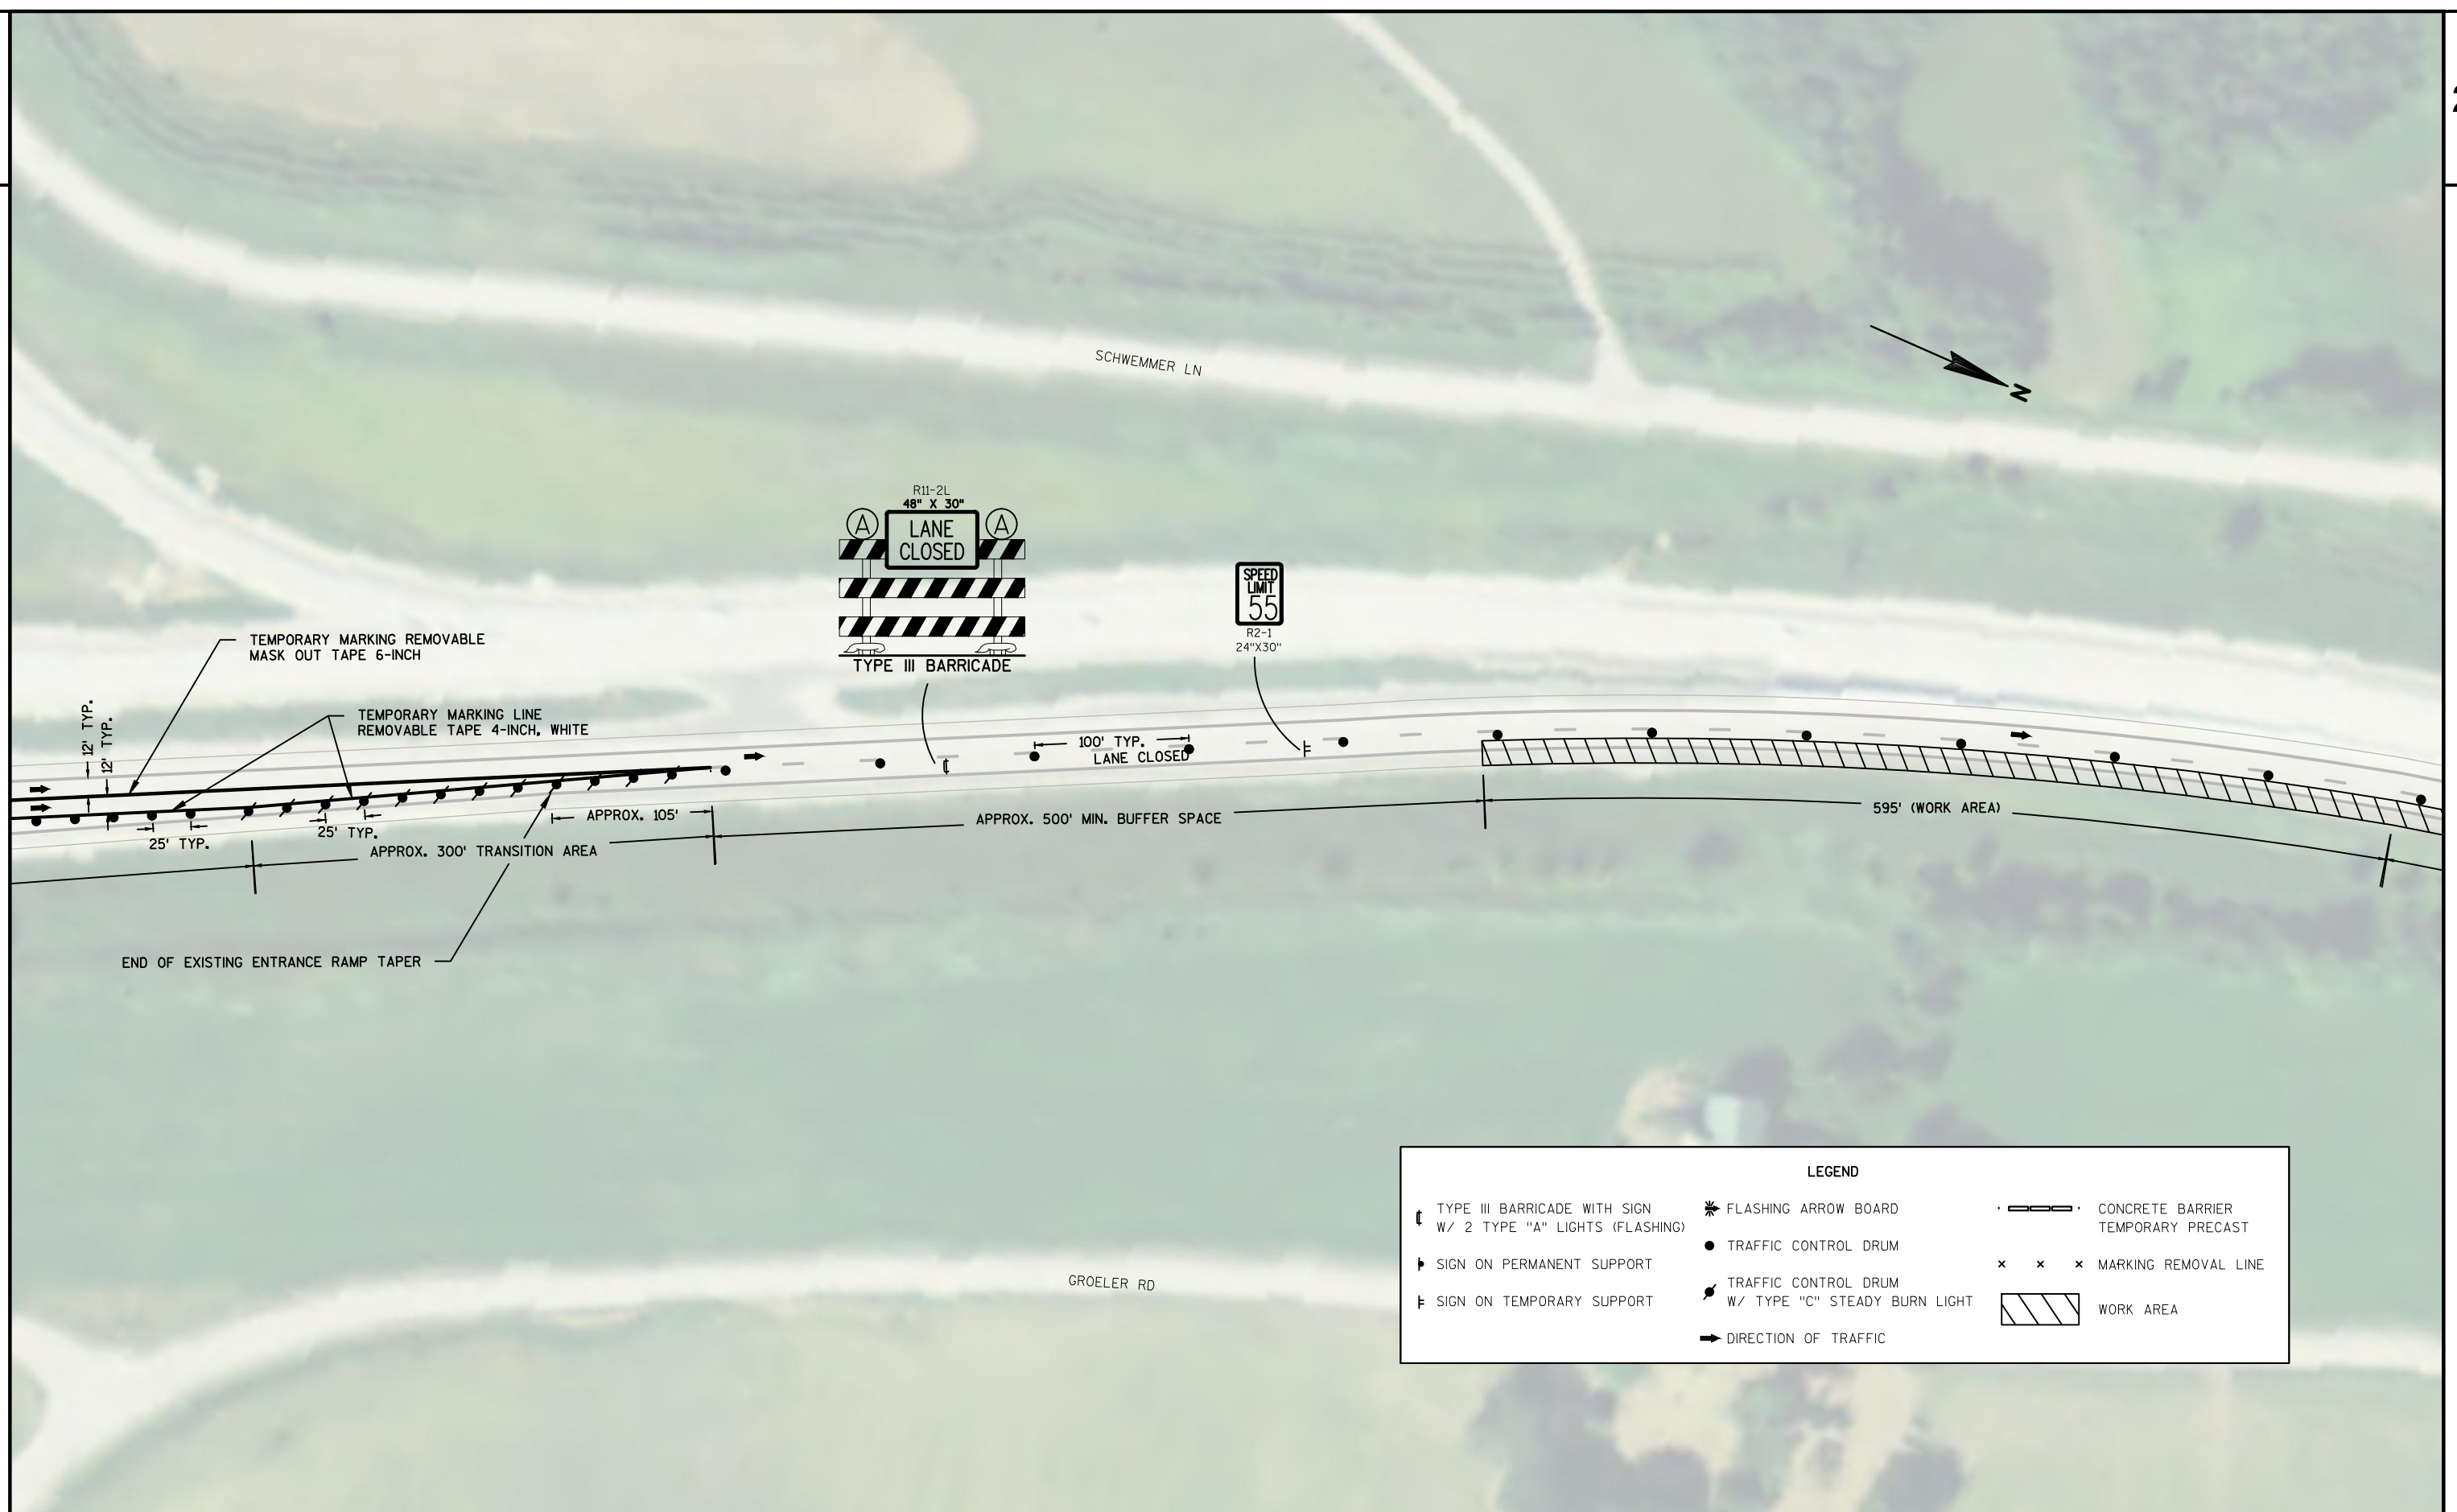 2
SCHWEMMER LN
N
R11-2L
48" X 30"
A
LANE
CLOSED
A
TYPE III BARRICADE
SPEED
LIMIT
55
R2-1
24"X30"
TEMPORARY MARKING REMOVABLE
MASK OUT TAPE 6-INCH
TEMPORARY MARKING LINE
REMOVABLE TAPE 4-INCH, WHITE
12' TYP.
12' TYP.
100' TYP.
LANE CLOSED
25' TYP.
25' TYP.
APPROX. 105'
APPROX. 300' TRANSITION AREA
APPROX. 500' MIN. BUFFER SPACE
595' (WORK AREA)
END OF EXISTING ENTRANCE RAMP TAPER
GROELER RD
LEGEND
TYPE III BARRICADE WITH SIGN
W/ 2 TYPE "A" LIGHTS (FLASHING)
SIGN ON PERMANENT SUPPORT
SIGN ON TEMPORARY SUPPORT
FLASHING ARROW BOARD
TRAFFIC CONTROL DRUM
TRAFFIC CONTROL DRUM
W/ TYPE "C" STEADY BURN LIGHT
DIRECTION OF TRAFFIC
CONCRETE BARRIER
TEMPORARY PRECAST
MARKING REMOVAL LINE
WORK AREA